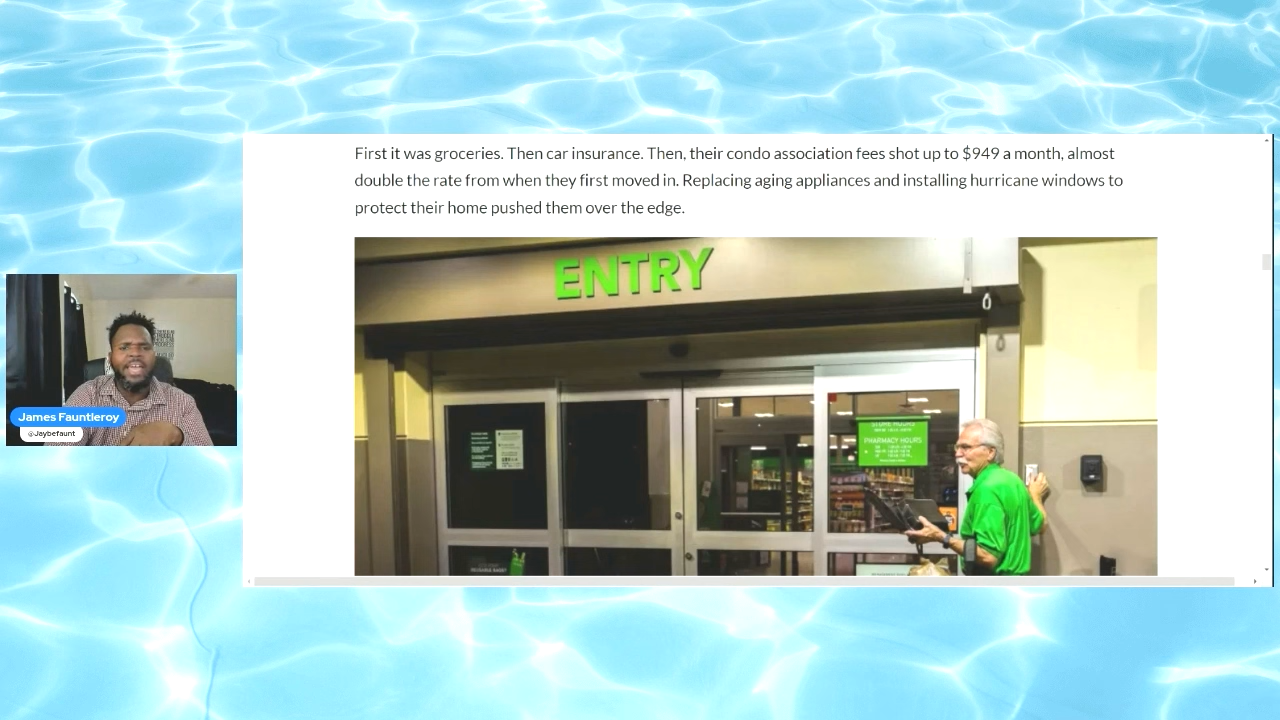 First it was groceries. Then car insurance. Then, their condo association fees shot up to $949 a month, almost
double the rate from when they first moved in. Replacing aging appliances and installing hurricane windows to
protect their home pushed them over the edge.
ENTRY
STORE HOURS
PHARMACY HOURS
James Fauntleroy
@Jaybefaunt